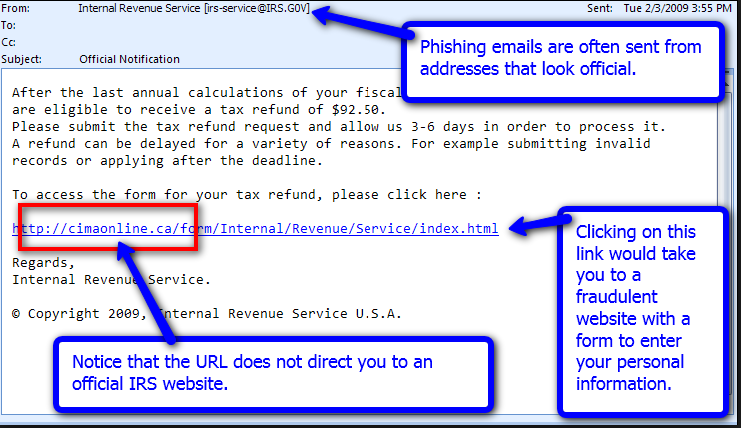 From: Internal Revenue Service [irs-service@IRS.G0V] Sent: Tue 2/3/2009 3:55 PM
To:
Cc:
Subject: Official Notification
Phishing emails are often sent from
addresses that look official.
After the last annual calculations of your fiscal
are eligible to receive a tax refund of $92.50.
Please submit the tax refund request and allow us 3-6 days in order to process it.
A refund can be delayed for a variety of reasons. For example submitting invalid
records or applying after the deadline.
To access the form for your tax refund, please click here :
http://cimaonline.ca/form/Internal/Revenue/Service/index.html
Regards,
Internal Revenue Service.
© Copyright 2009, Internal Revenue Service U.S.A.
Clicking on this
link would take
you to a
fraudulent
website with a
form to enter
your personal
information.
Notice that the URL does not direct you to an
official IRS website.